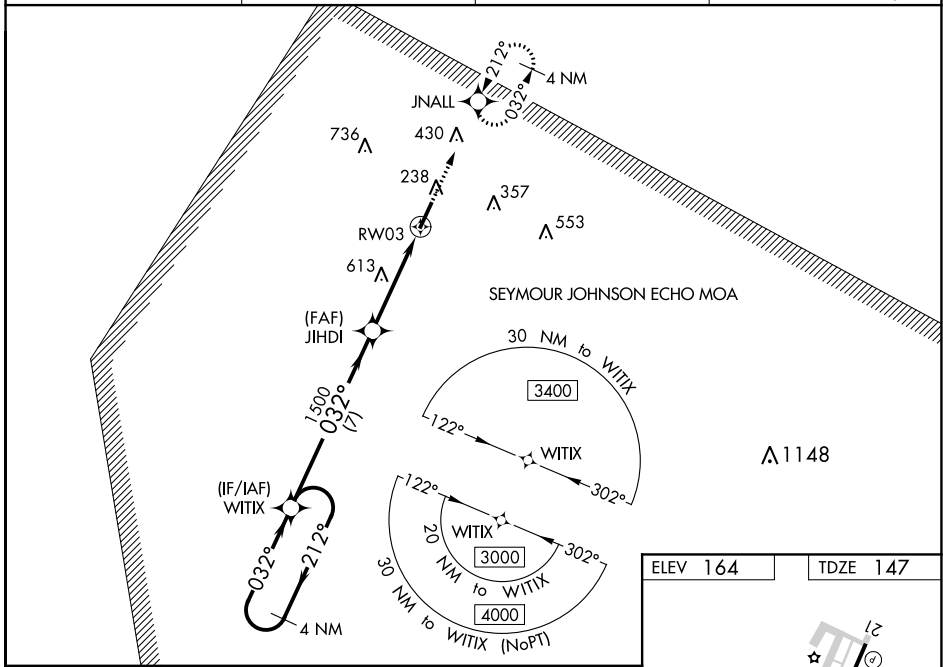 212°
4 NM
032°
JNALL
736
430
238
357
RW03
553
613
SEYMOUR JOHNSON ECHO MOA
(FAF)
JIHDI
30 NM to WITIX
3400
1500
032°
(7)
122°
WITIX
302°
1148
(IF/IAF)
WITIX
122°
WITIX
302°
20 NM to WITIX
3000
30 NM to WITIX (NoPT)
4000
032°
212°
4 NM
ELEV 164
TDZE 147
21
P